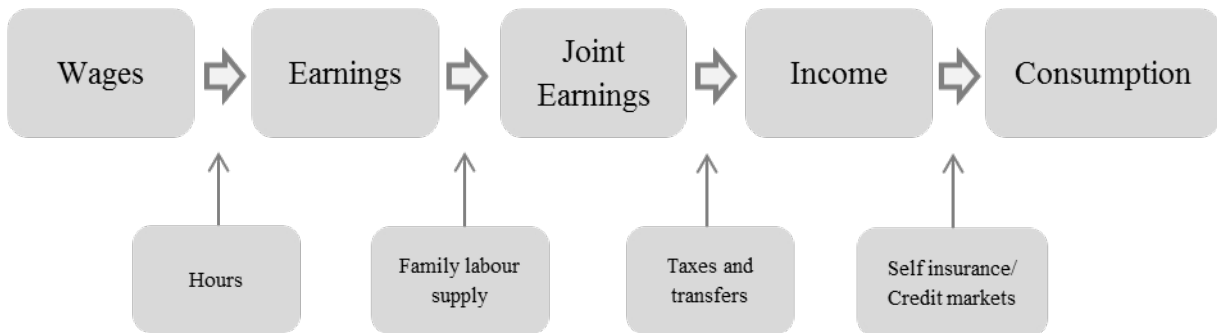 Wages
Earnings
Joint
Earnings
Income
Consumption
Hours
Family labour
supply
Taxes and
transfers
Self insurance/
Credit markets